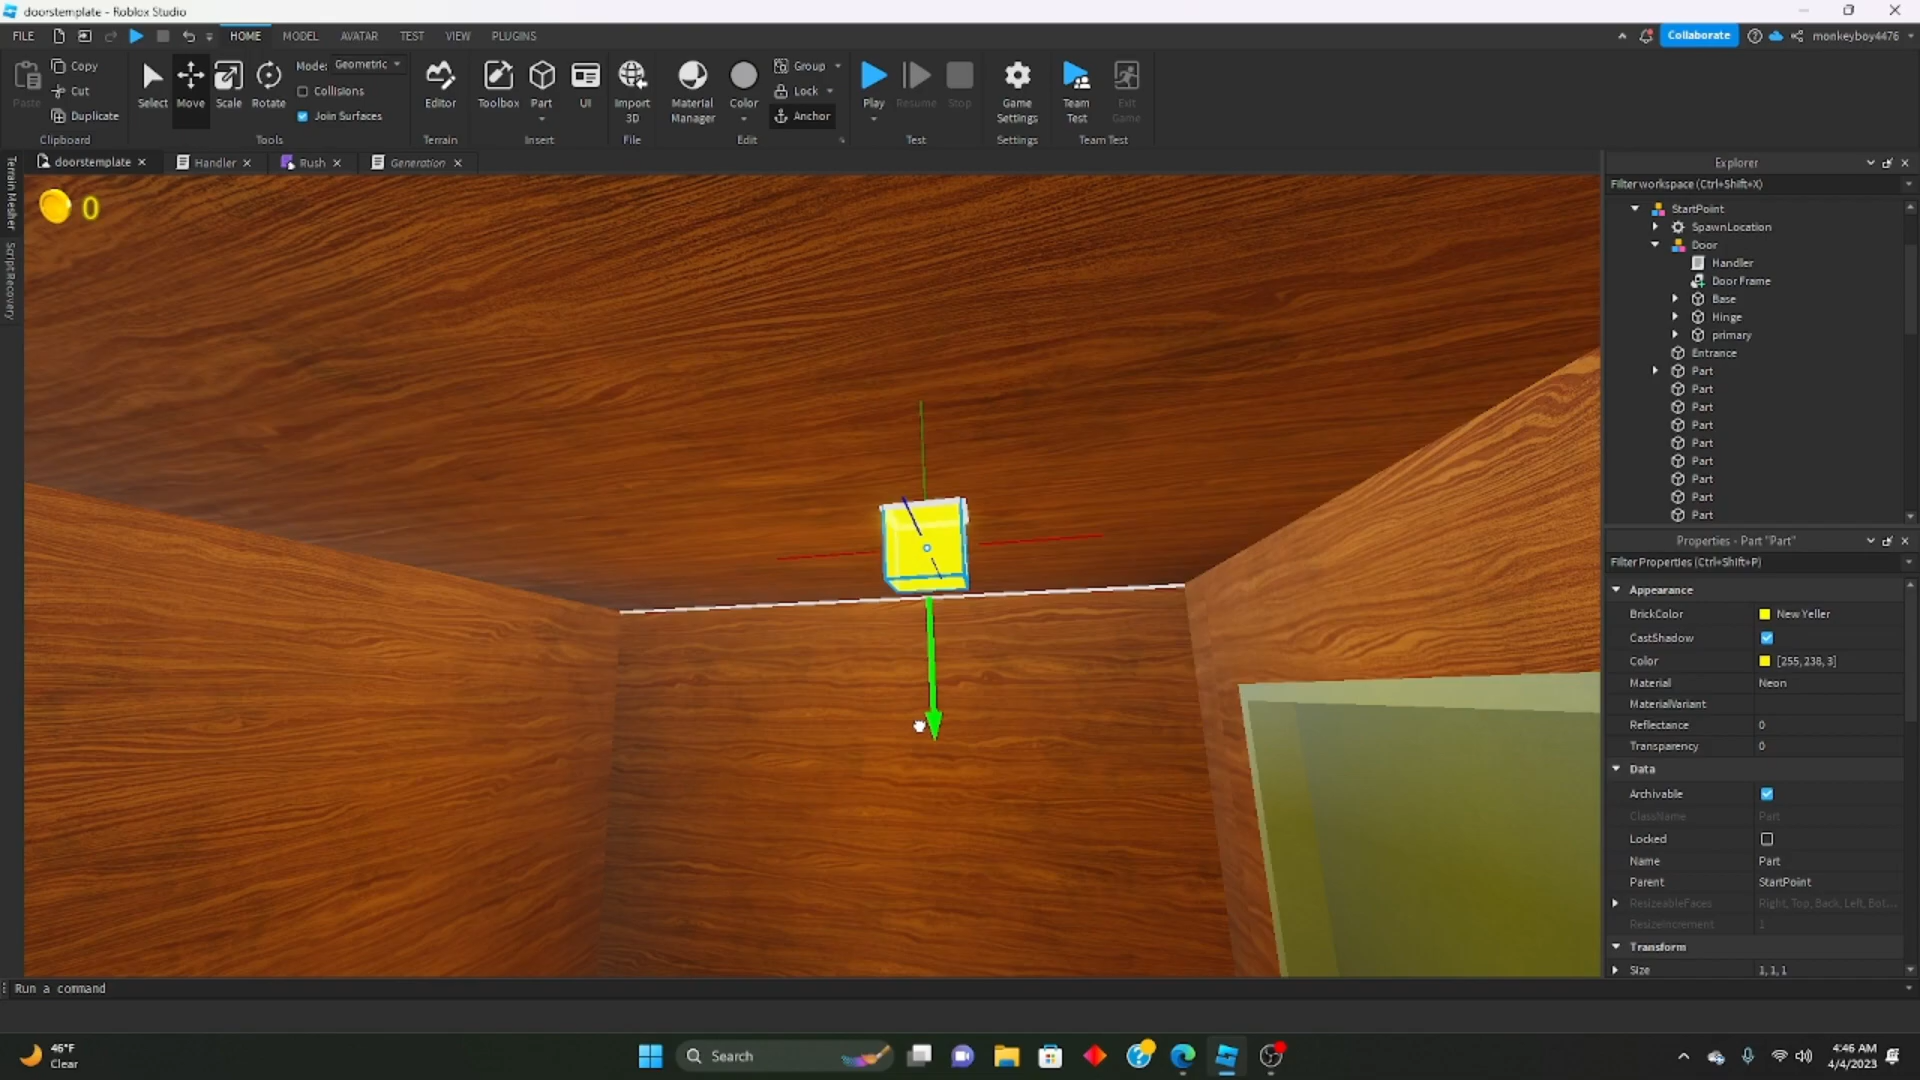 doorstemplate - Roblox Studio
FILE HOME MODEL AVATAR TEST VIEW PLUGINS Collaborate monkeyboy4476
Paste Copy Cut Duplicate
Clipboard
Select Move Scale Rotate
Mode: Geometric
Collisions
Join Surfaces
Tools
Editor
Terrain
Toolbox Part UI
Insert
Import 3D
File
Material Manager Color
Group
Lock
Anchor
Edit
Play Resume Stop
Test
Game Settings
Settings
Team Test Exit Game
Team Test
doorstemplate Handler Rush Generation
Terrain Mesher
Script Recovery
0
Explorer
Filter workspace (Ctrl+Shift+X)
StartPoint
SpawnLocation
Door
Handler
Door Frame
Base
Hinge
primary
Entrance
Part
Part
Part
Part
Part
Part
Part
Part
Part
Properties - Part "Part"
Filter Properties (Ctrl+Shift+P)
Appearance
BrickColor New Yeller
CastShadow
Color [255, 238, 3]
Material Neon
MaterialVariant
Reflectance 0
Transparency 0
Data
Archivable
ClassName Part
Locked
Name Part
Parent StartPoint
ResizeableFaces Right, Top, Back, Left, Bot...
ResizeIncrement 1
Transform
Size 1, 1, 1
Run a command
46°F
Clear
Search
4:46 AM
4/4/2023